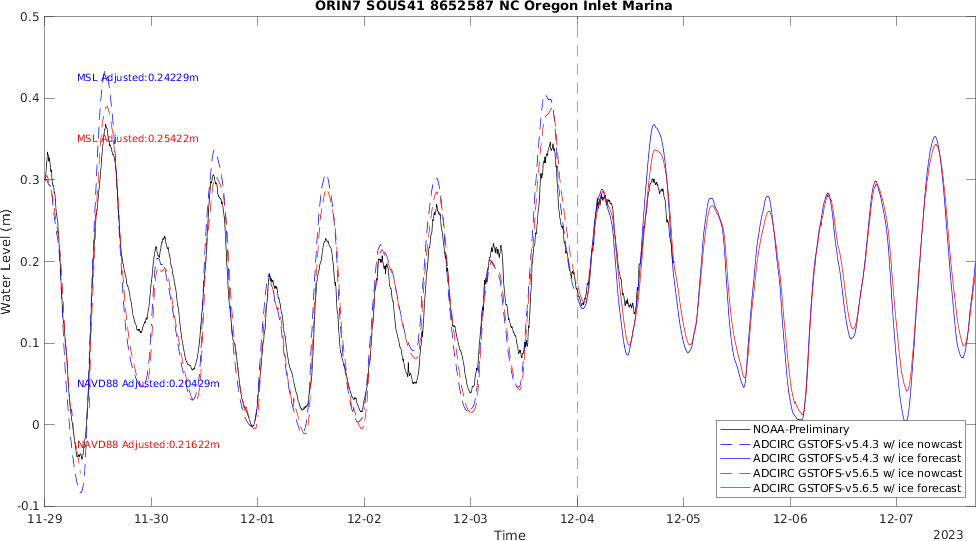 ORIN7 SOUS41 8652587 NC Oregon Inlet Marina
0.5
0.4
0.3
0.2
0.1
0
-0.1
Water Level (m)
MSL Adjusted:0.24229m
MSL Adjusted:0.25422m
NAVD88 Adjusted:0.20429m
NAVD88 Adjusted:0.21622m
NOAA-Preliminary
ADCIRC GSTOFS-v5.4.3 w/ ice nowcast
ADCIRC GSTOFS-v5.4.3 w/ ice forecast
ADCIRC GSTOFS-v5.6.5 w/ ice nowcast
ADCIRC GSTOFS-v5.6.5 w/ ice forecast
11-29 11-30 12-01 12-02 12-03 12-04 12-05 12-06 12-07
Time
2023